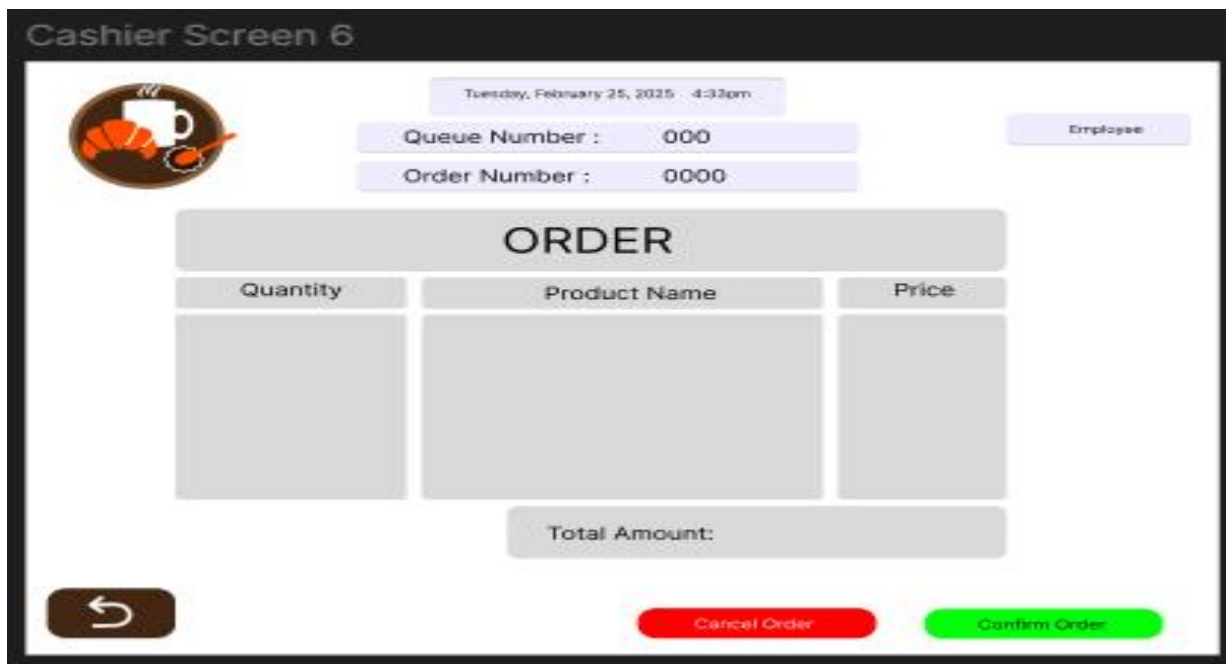 Cashier Screen 6
Tuesday, February 25, 2025 4:33pm
Queue Number : 000
Employee
Order Number : 0000
ORDER
Quantity Product Name Price
Total Amount:
Cancel Order Confirm Order